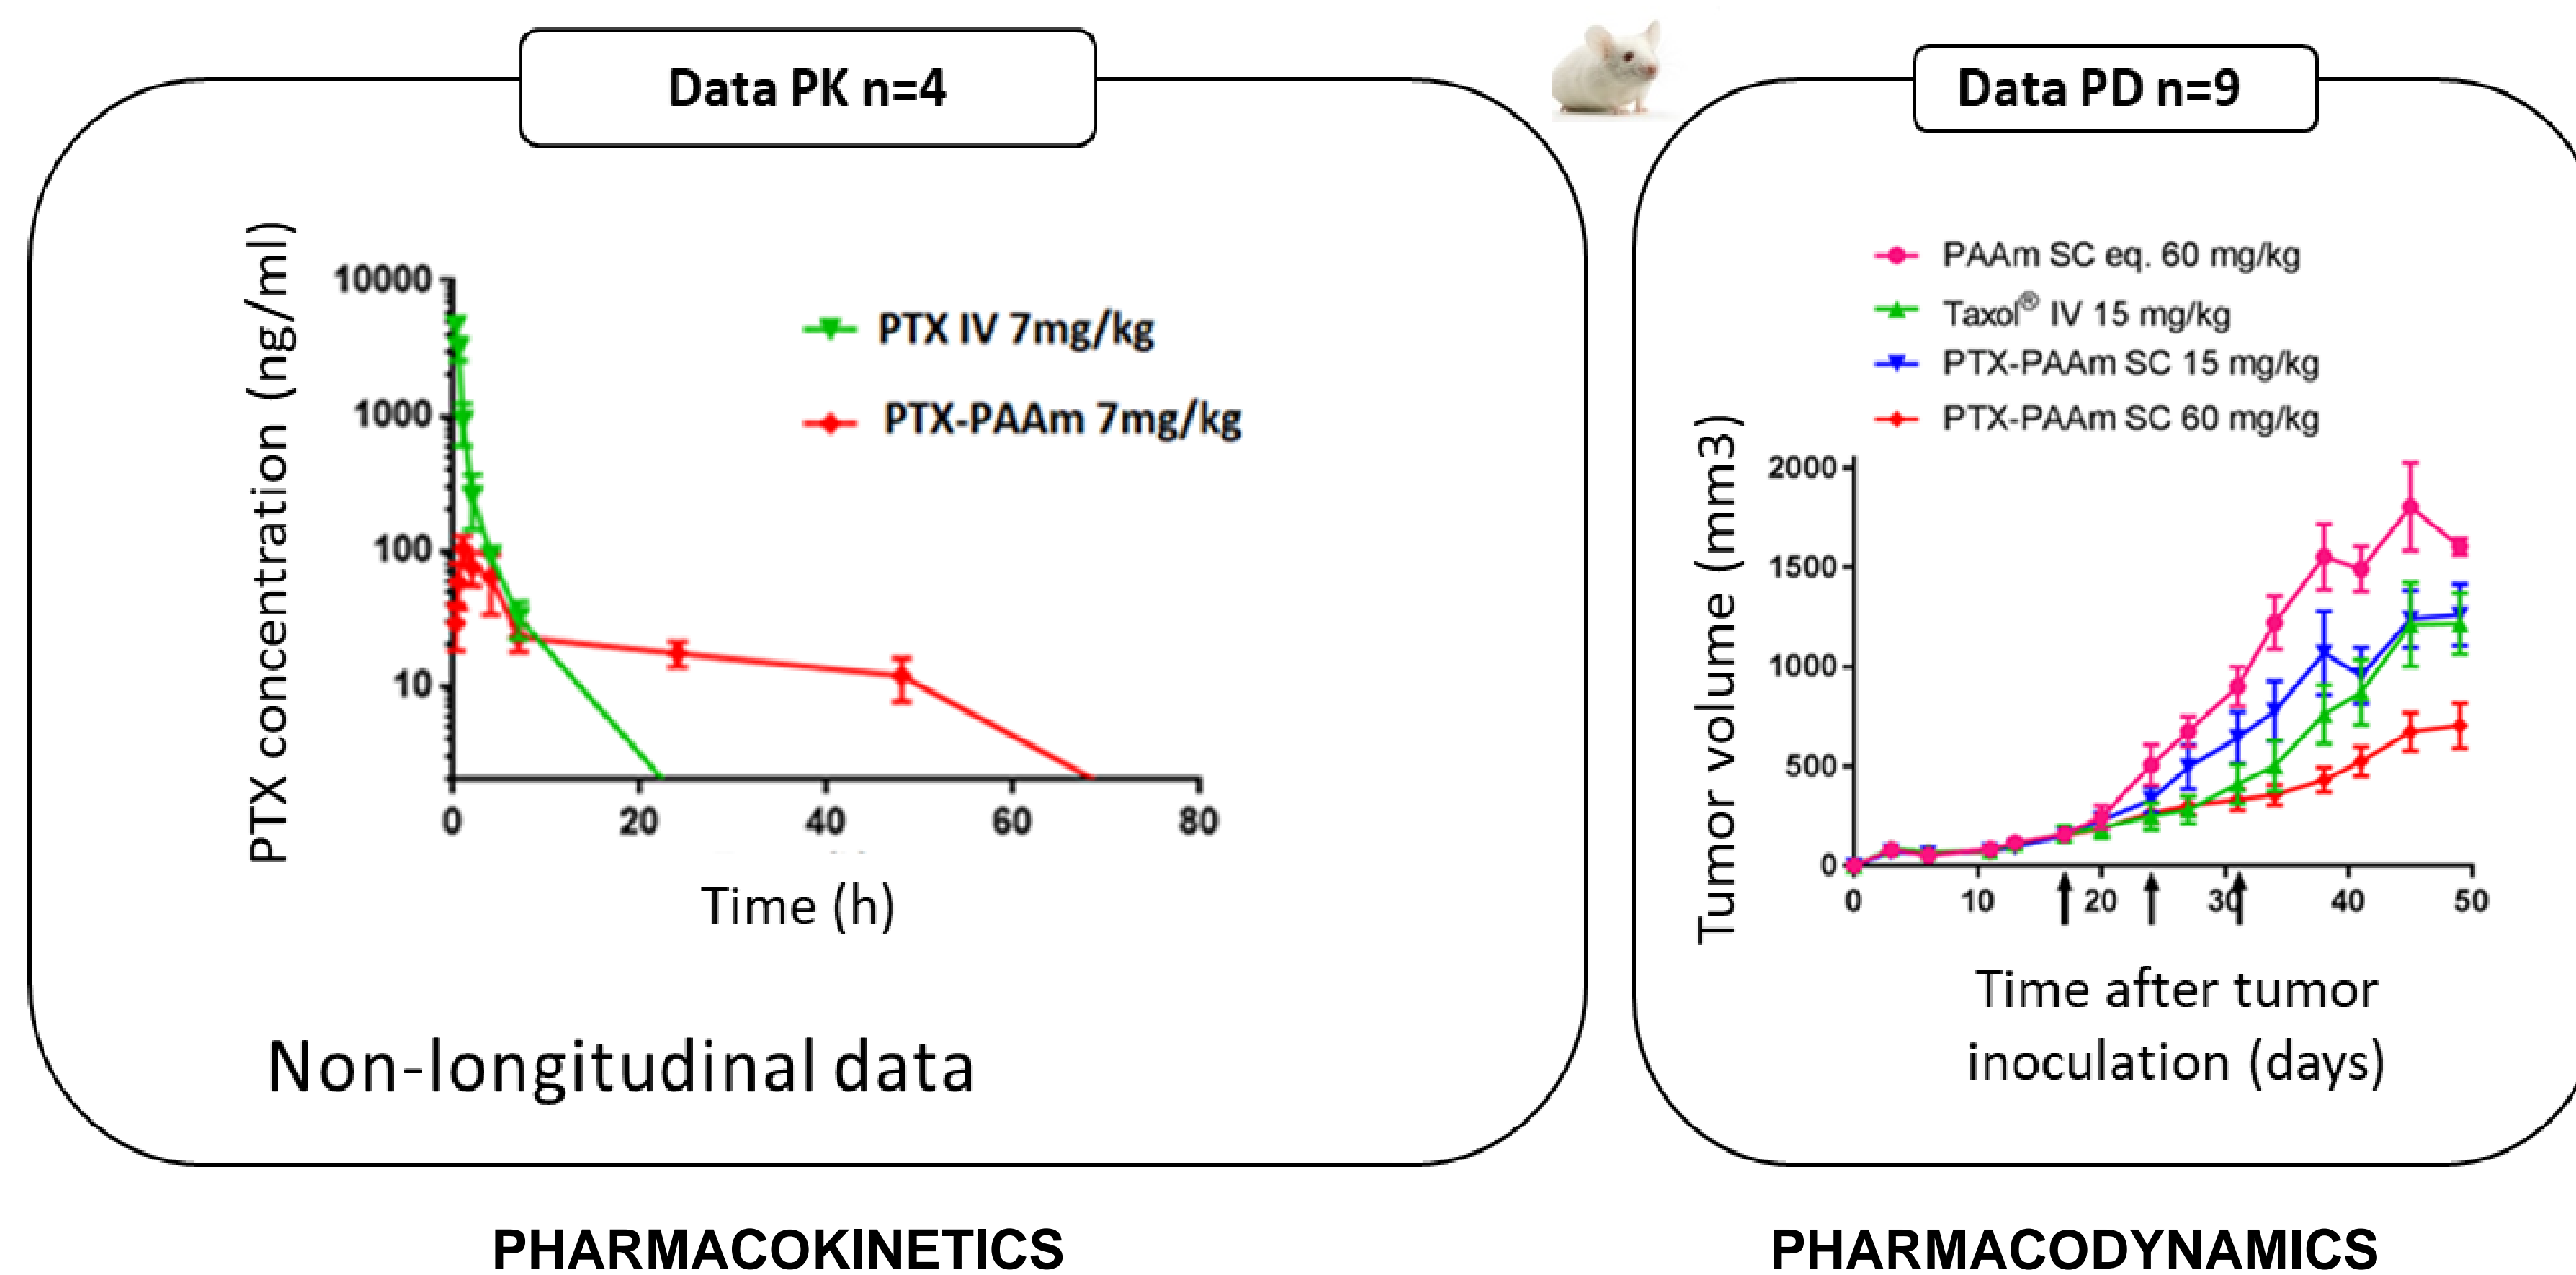 Data PK n=4
PTX concentration (ng/ml)
10000
1000
100
10
PTX IV 7mg/kg
PTX-PAAm 7mg/kg
0 20 40 60 80
Time (h)
Non-longitudinal data
PHARMACOKINETICS
Data PD n=9
PAAm SC eq. 60 mg/kg
Taxol® IV 15 mg/kg
PTX-PAAm SC 15 mg/kg
PTX-PAAm SC 60 mg/kg
Tumor volume (mm3)
2000
1500
1000
500
0
0 10 20 30 40 50
Time after tumor
inoculation (days)
PHARMACODYNAMICS